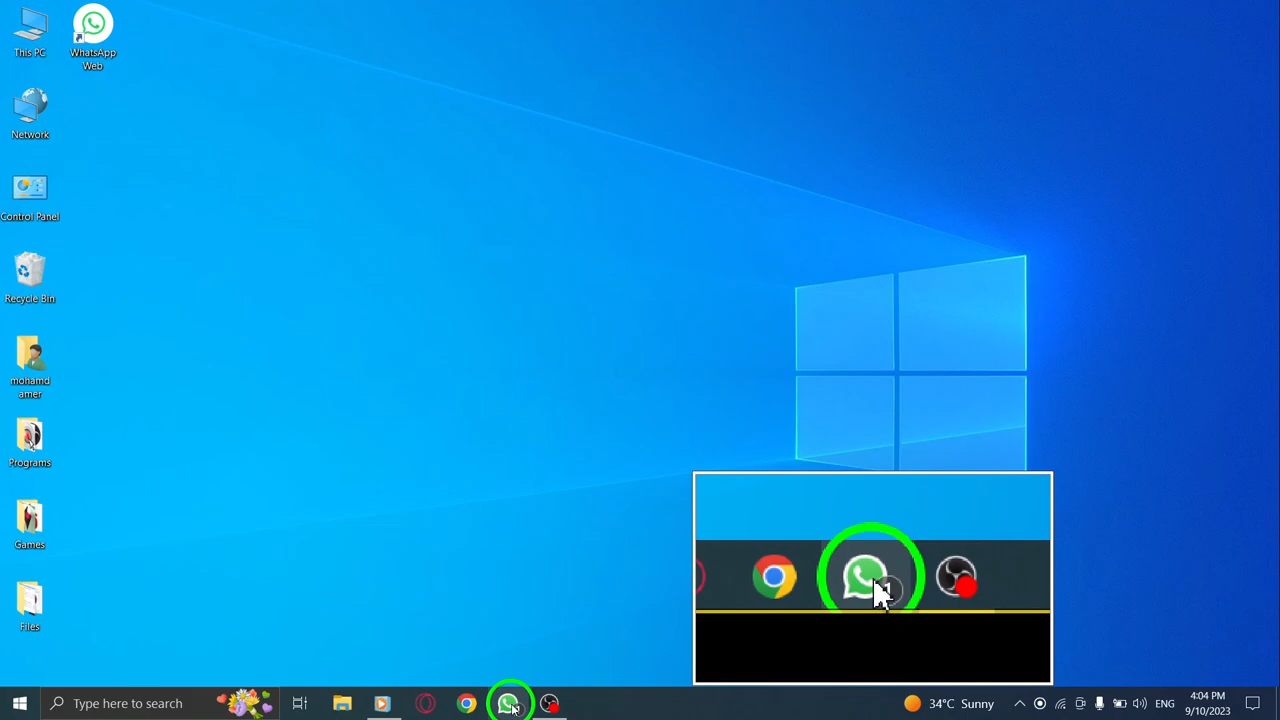 This PC
WhatsApp
Web
Network
Control Panel
Recycle Bin
mohamd
amer
Programs
Games
Files
1
Type here to search
34°C Sunny
ENG
4:04 PM
9/10/2023